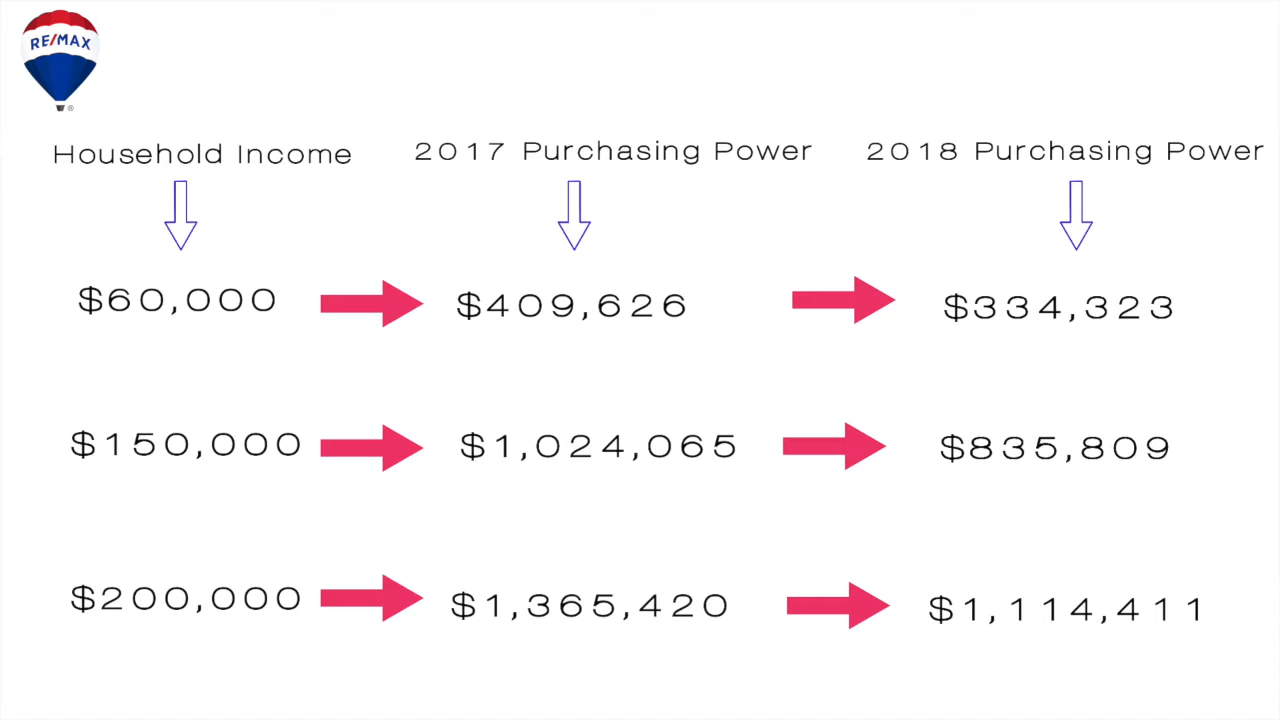 RE/MAX
®
Household Income 2017 Purchasing Power 2018 Purchasing Power
$60,000 $409,626 $334,323
$150,000 $1,024,065 $835,809
$200,000 $1,365,420 $1,114,411